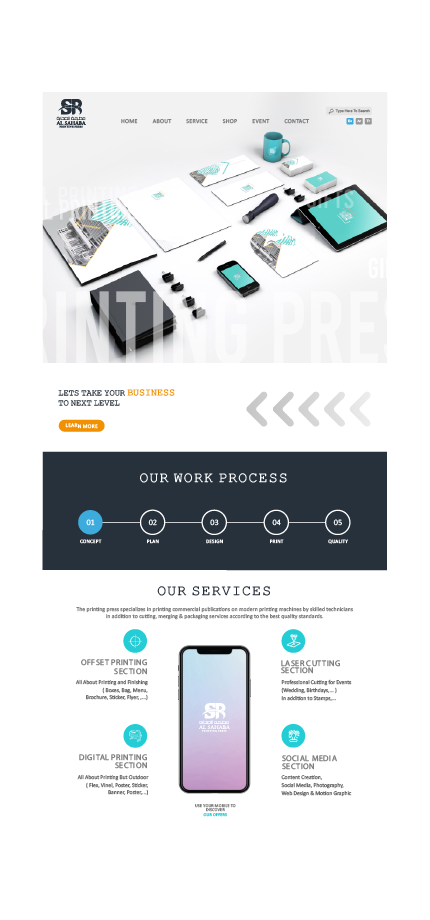 SR
AL SAHABA
PRINTING PRESS
HOME ABOUT SERVICE SHOP EVENT CONTACT
Type Here To Search
PRINTING
& PRINTING
GIFTS
GI
PRINTING PRES
LETS TAKE YOUR BUSINESS
TO NEXT LEVEL
LEARN MORE
OUR WORK PROCESS
01 02 03 04 05
CONCEPT PLAN DESIGN PRINT QUALITY
OUR SERVICES
The printing press specializes in printing commercial publications on modern printing machines by skilled technicians
in addition to cutting, merging & packaging services according to the best quality standards.
OFFSET PRINTING
SECTION
All About Printing and Finishing
( Boxes, Bag, Menu,
Brochure, Sticker, Flyer, ...)
LASER CUTTING
SECTION
Professional Cutting for Events
(Wedding, Birthdays, ... )
In addition to Stamps,...
SR
AL SAHABA
DIGITAL PRINTING
SECTION
All About Printing But Outdoor
( Flex, Vinel, Poster, Sticker,
Banner, Poster,...)
SOCIAL MEDIA
SECTION
Content Creation,
Social Media, Photography,
Web Design & Motion Graphic
USE YOUR MOBILE TO
DISCOVER
OUR OFFERS